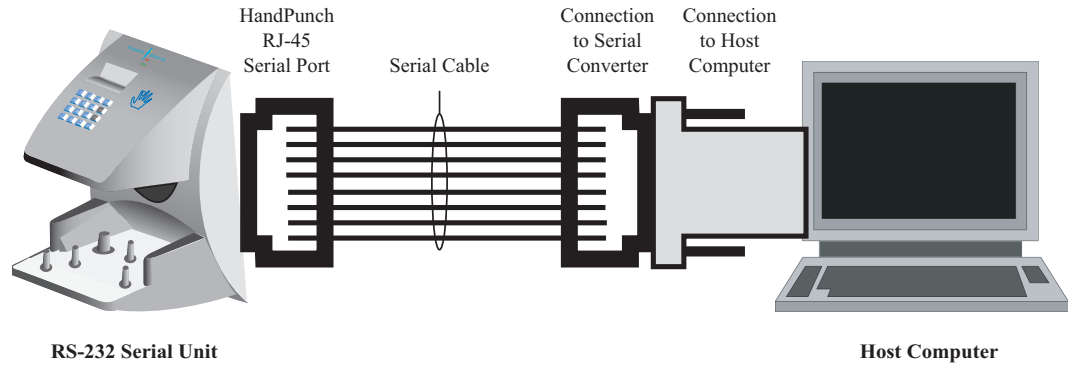 HandPunch
RJ-45
Serial Port
Serial Cable
Connection
to Serial
Converter
Connection
to Host
Computer
RS-232 Serial Unit
Host Computer